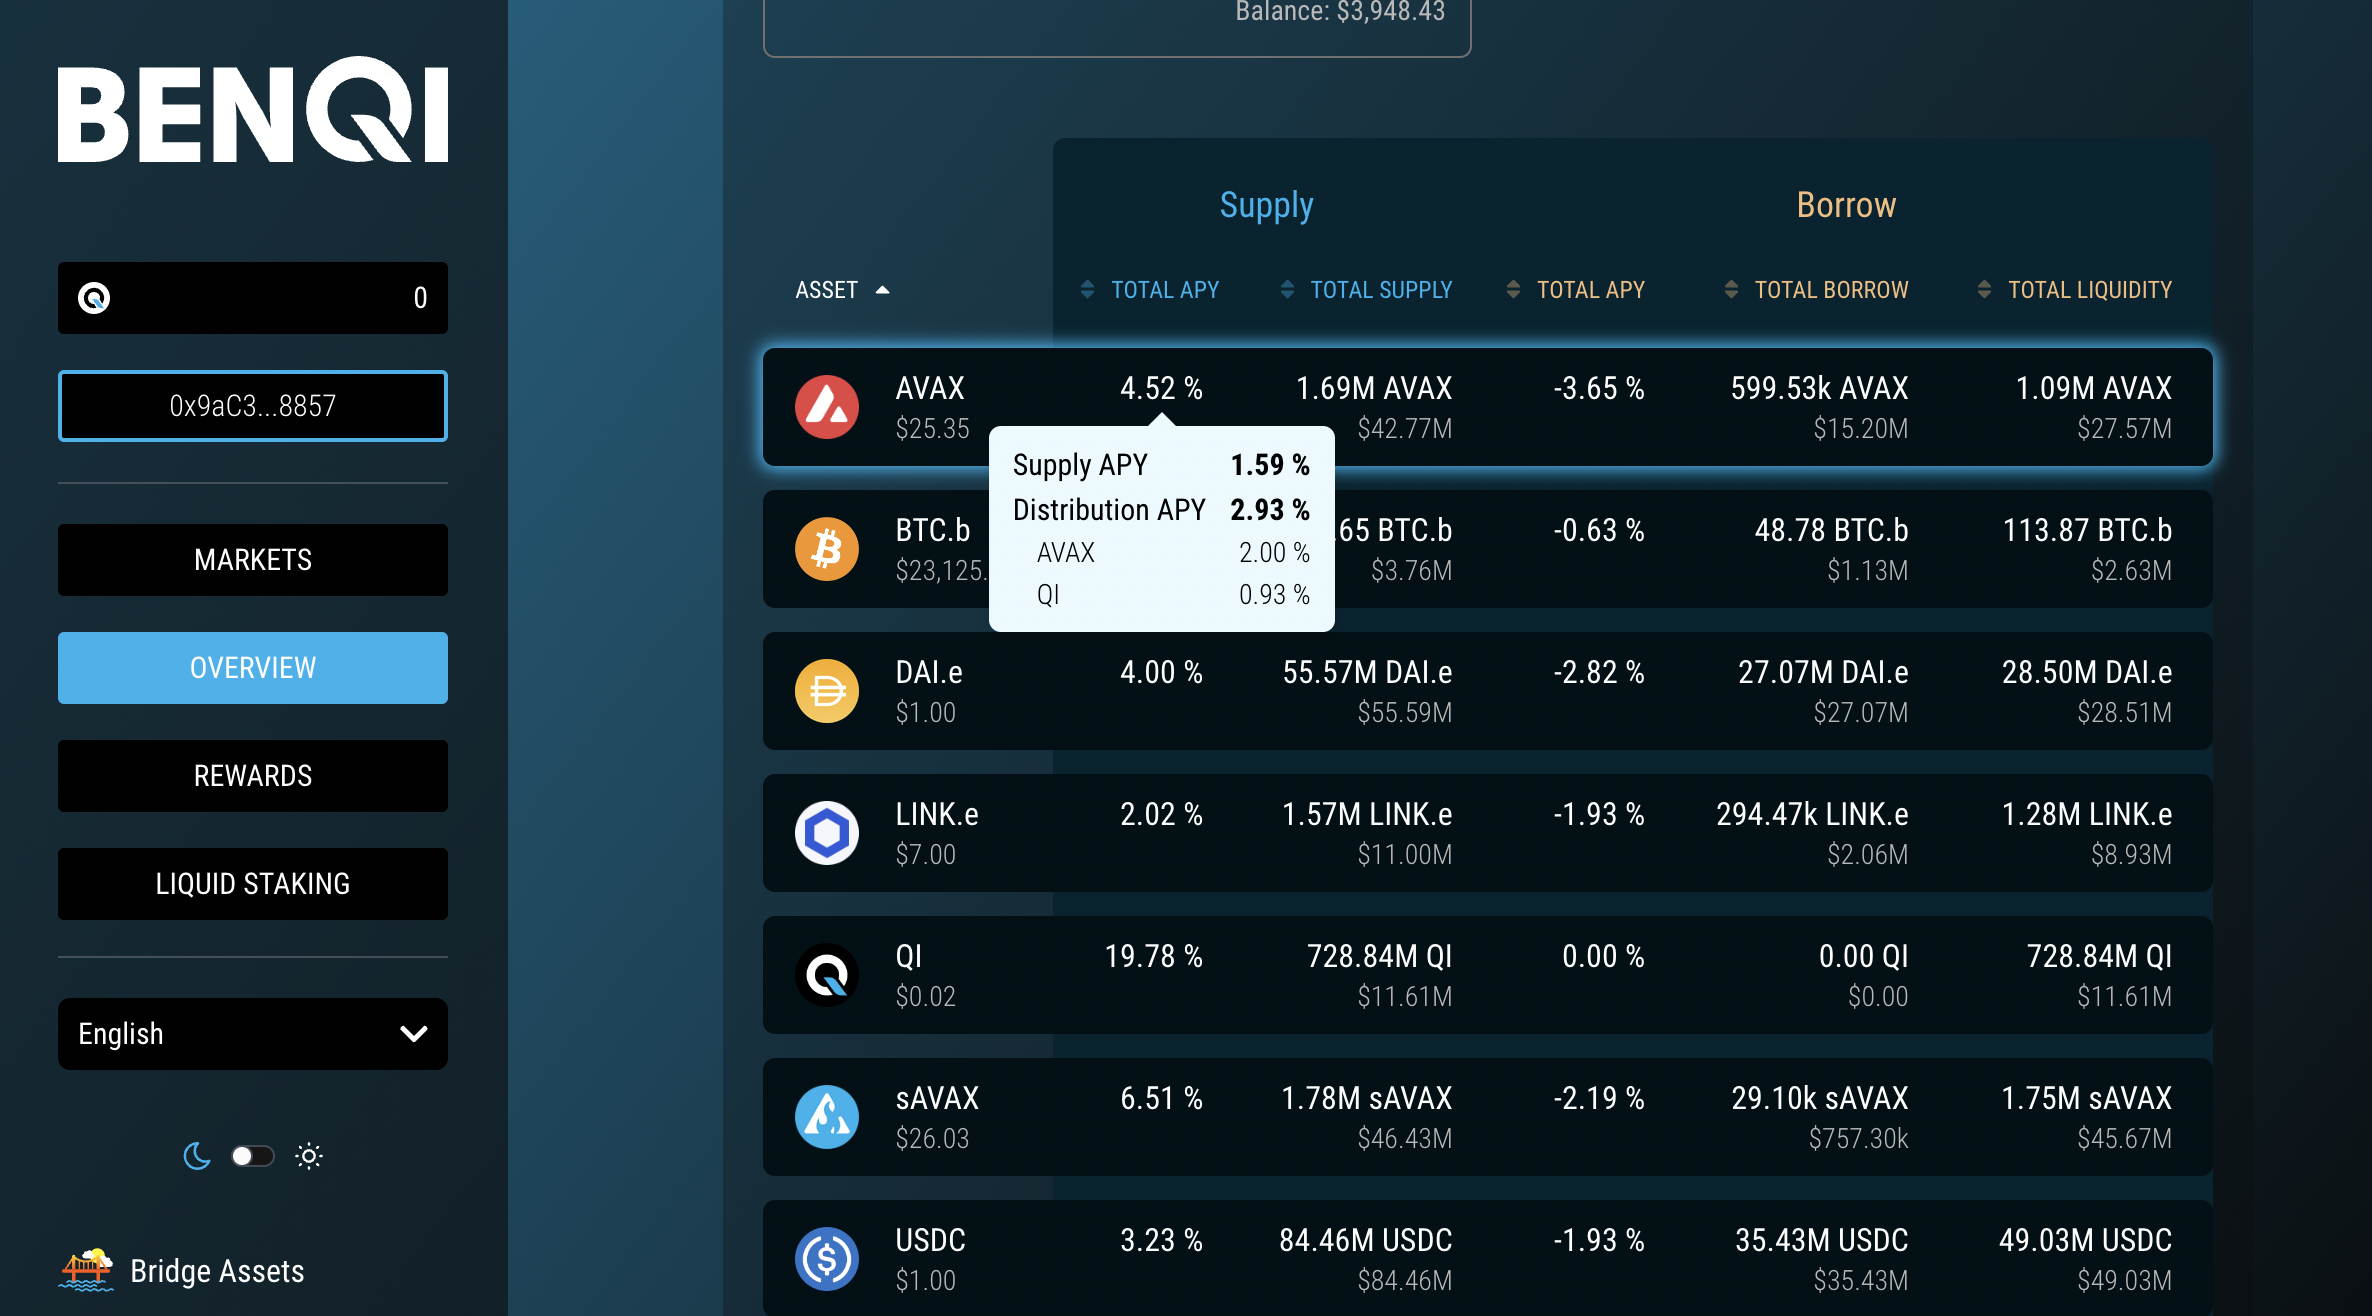 BENQI
0
0x9aC3...8857
MARKETS
OVERVIEW
REWARDS
LIQUID STAKING
English
Bridge Assets
Balance: $3,948.43
Supply Borrow
ASSET TOTAL APY TOTAL SUPPLY TOTAL APY TOTAL BORROW TOTAL LIQUIDITY
AVAX 4.52 % 1.69M AVAX -3.65 % 599.53k AVAX 1.09M AVAX
$25.35 $42.77M $15.20M $27.57M
Supply APY 1.59 %
Distribution APY 2.93 %
AVAX 2.00 %
QI 0.93 %
BTC.b .65 BTC.b -0.63 % 48.78 BTC.b 113.87 BTC.b
$23,125. $3.76M $1.13M $2.63M
DAI.e 4.00 % 55.57M DAI.e -2.82 % 27.07M DAI.e 28.50M DAI.e
$1.00 $55.59M $27.07M $28.51M
LINK.e 2.02 % 1.57M LINK.e -1.93 % 294.47k LINK.e 1.28M LINK.e
$7.00 $11.00M $2.06M $8.93M
QI 19.78 % 728.84M QI 0.00 % 0.00 QI 728.84M QI
$0.02 $11.61M $0.00 $11.61M
sAVAX 6.51 % 1.78M sAVAX -2.19 % 29.10k sAVAX 1.75M sAVAX
$26.03 $46.43M $757.30k $45.67M
USDC 3.23 % 84.46M USDC -1.93 % 35.43M USDC 49.03M USDC
$1.00 $84.46M $35.43M $49.03M